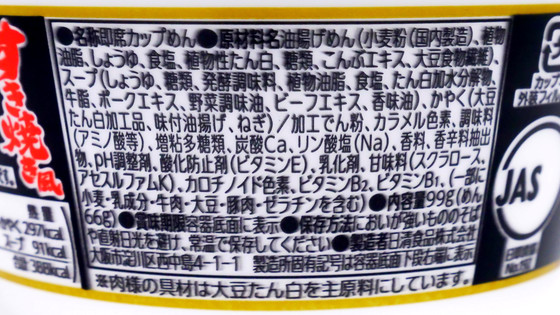 ●名称即席カップめん●原材料名油揚げめん(小麦粉(国内製造)、植物
油脂、しょうゆ、食塩、植物性たん白、糖類、こんぶエキス、大豆食物繊維)、
スープ(しょうゆ、糖類、発酵調味料、植物油脂、食塩、たん白加水分解物、
牛脂、ポークエキス、野菜調味油、ビーフエキス、香味油)、かやく(大豆
たん白加工品、味付油揚げ、ねぎ)/加工でん粉、カラメル色素、調味料
(アミノ酸等)、増粘多糖類、炭酸Ca、リン酸塩(Na)、香料、香辛料抽出
物、pH調整剤、酸化防止剤(ビタミンE)、乳化剤、甘味料(スクラロース、
アセスルファムK)、カロチノイド色素、ビタミンB₂、ビタミンB₁、(一部に
小麦・乳成分・牛肉・大豆・豚肉・ゼラチンを含む)●内容量99g(めん
66g)●賞味期限容器底面に表示●保存方法においが強いもののそば
や直射日光を避け、常温で保存してください●製造者日清食品株式会社
大阪市淀川区西中島4-1-1 製造所固有記号は容器底面下段右端に表示
※肉様の具材は大豆たん白を主原料にしています。
すき焼き風
297kcal
スープ 91kcal
388kcal
JAS